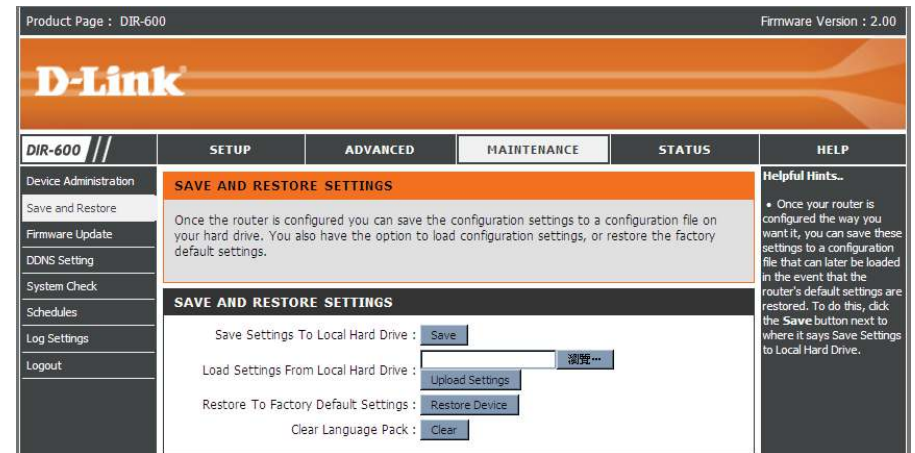 Product Page : DIR-600
Firmware Version : 2.00
D-Link
DIR-600
SETUP
ADVANCED
MAINTENANCE
STATUS
HELP
Device Administration
Save and Restore
Firmware Update
DDNS Setting
System Check
Schedules
Log Settings
Logout
SAVE AND RESTORE SETTINGS
Once the router is configured you can save the configuration settings to a configuration file on
your hard drive. You also have the option to load configuration settings, or restore the factory
default settings.
SAVE AND RESTORE SETTINGS
Save Settings To Local Hard Drive : Save
Load Settings From Local Hard Drive : 瀏覽...
Upload Settings
Restore To Factory Default Settings : Restore Device
Clear Language Pack : Clear
Helpful Hints..
• Once your router is
configured the way you
want it, you can save these
settings to a configuration
file that can later be loaded
in the event that the
router's default settings are
restored. To do this, click
the Save button next to
where it says Save Settings
to Local Hard Drive.